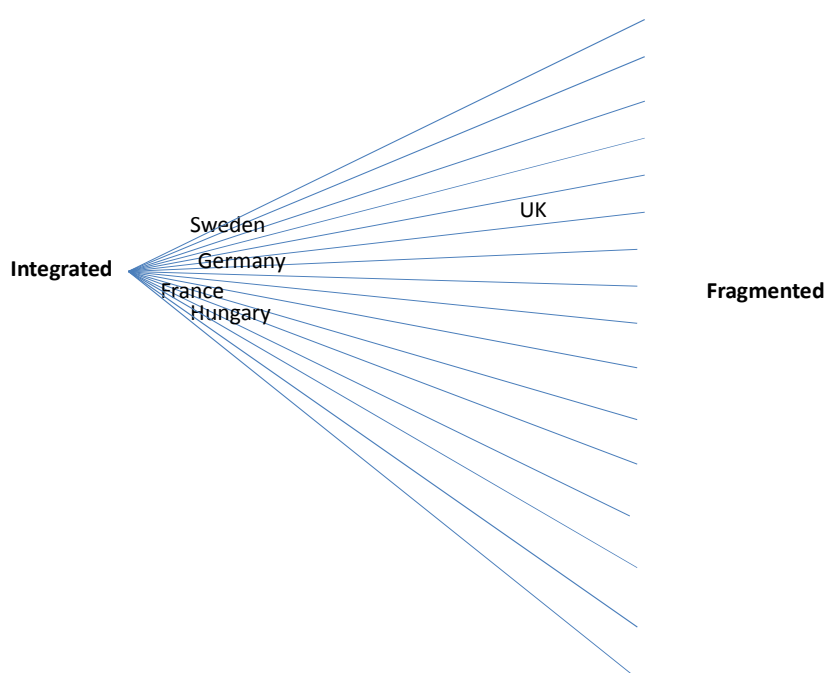 UK
Sweden
Integrated
Germany
France
Fragmented
Hungary